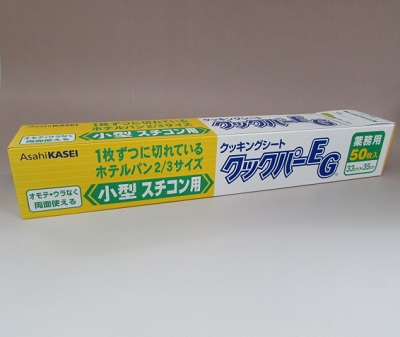 AsahiKASEI
オモテ・ウラなく
両面使える
1枚ずつに切れている
ホテルパン2/3サイズ
小型 スチコン用
クッキングシート
クックパーEG
業務用
50枚入
33cm×35cm